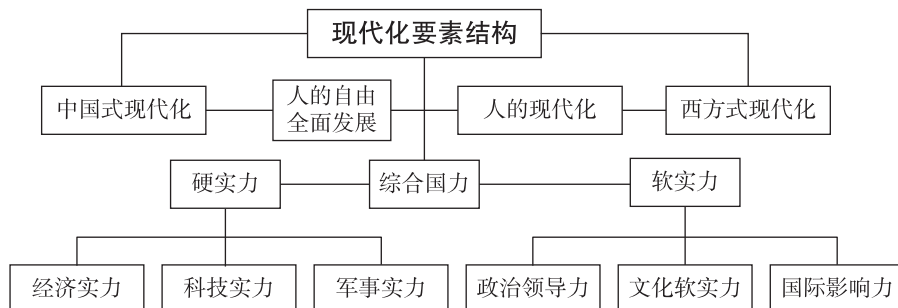 现代化要素结构
中国式现代化
人的自由
全面发展
人的现代化
西方式现代化
硬实力
综合国力
软实力
经济实力
科技实力
军事实力
政治领导力
文化软实力
国际影响力